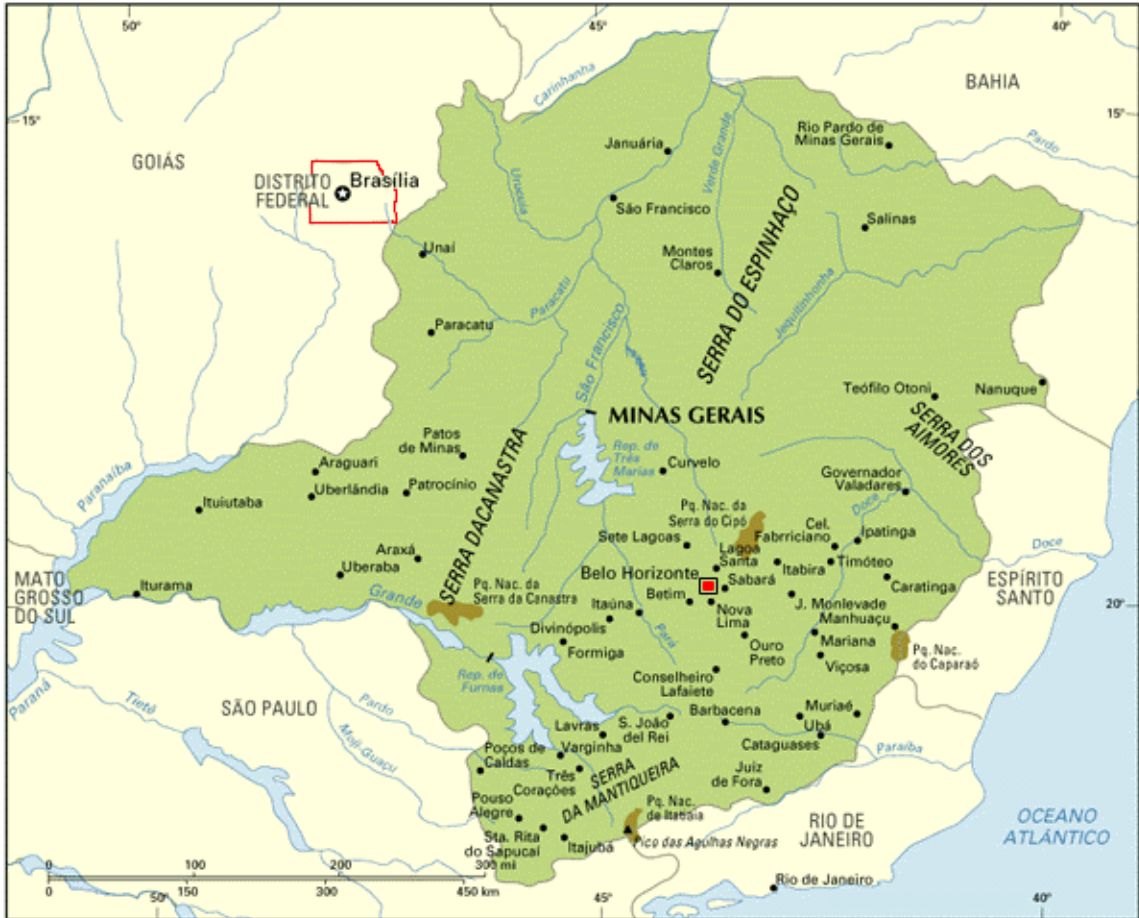 50°
45°
40°
15°
15°
BAHIA
GOIÁS
Carinhanha
Januária
Rio Pardo de
Minas Gerais
Pardo
DISTRITO
FEDERAL
Brasília
Urucuia
Verde Grande
São Francisco
Salinas
Unaí
Montes
Claros
SERRA DO ESPINHAÇO
Jequitinhonha
Paracatu
Paracatu
São Francisco
MINAS GERAIS
Teófilo Otoni
Nanuque
SERRA DOS
AIMORÉS
Patos
de Minas
Rep. de
Três
Marias
Curvelo
Paranaíba
Araguari
Uberlândia
Patrocínio
Ituiutaba
SERRA DACANASTRA
Governador
Valadares
Doce
Pq. Nac. da
Serra do Cipó
Cel.
Fabrriciano
Ipatinga
Doce
Sete Lagoas
Lagoa
Santa
Itabira
Timóteo
Araxá
Uberaba
Pq. Nac. da
Serra da Canastra
Belo Horizonte
Sabará
Caratinga
ESPÍRITO
SANTO
MATO
GROSSO
DO SUL
Iturama
Grande
Itaúna
Betim
Nova
Lima
J. Monlevade
Manhuaçu
20°
Divinópolis
Formiga
Pará
Ouro
Preto
Mariana
Viçosa
Pq. Nac.
do Caparaó
Rep. de
Furnas
Conselheiro
Lafaiete
Paraná
Tietê
SÃO PAULO
Pardo
Moji-Guaçu
Lavras
S. João
del Rei
Barbacena
Muriaé
Ubá
Cataguases
Paraíba
Poços de
Caldas
Varginha
Três
Corações
SERRA
DA MANTIQUEIRA
Juiz
de Fora
Pouso
Alegre
Pq. Nac.
de Itatiaia
RIO DE
JANEIRO
OCEANO
ATLÁNTICO
Sta. Rita
do Sapucaí
Itajubá
Pico das Agulhas Negras
0 100 200 300 mi
0 150 300 450 km
Rio de Janeiro
50°
45°
40°